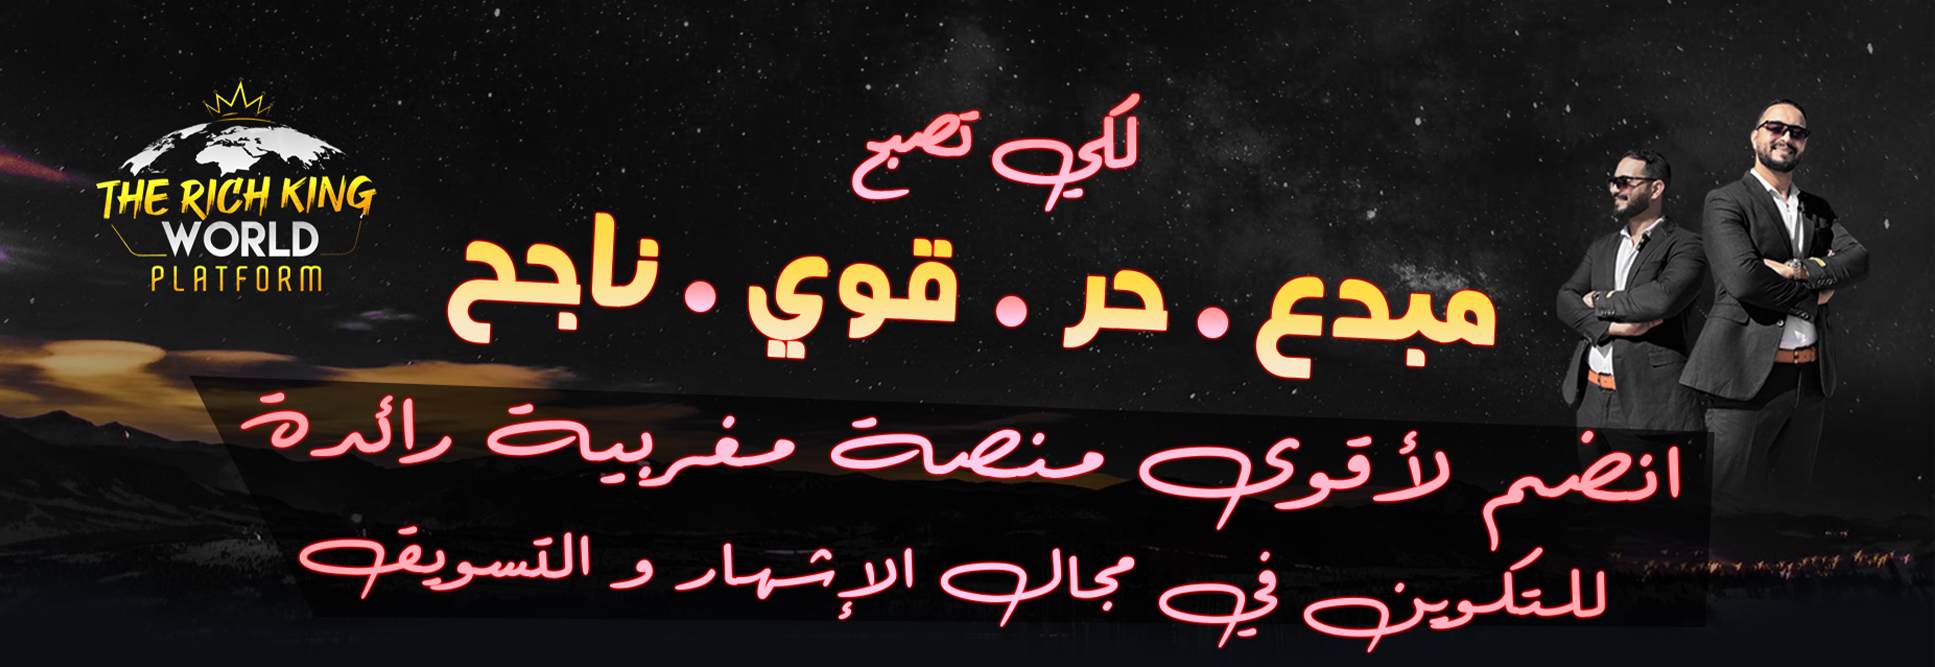 THE RICH KING
WORLD
PLATFORM
لكي تصبح
مبدع . حر . قوي . ناجح
انضم لأقوى منصة مغربية رائدة
للتكوين في مجال الإشهار و التسويق